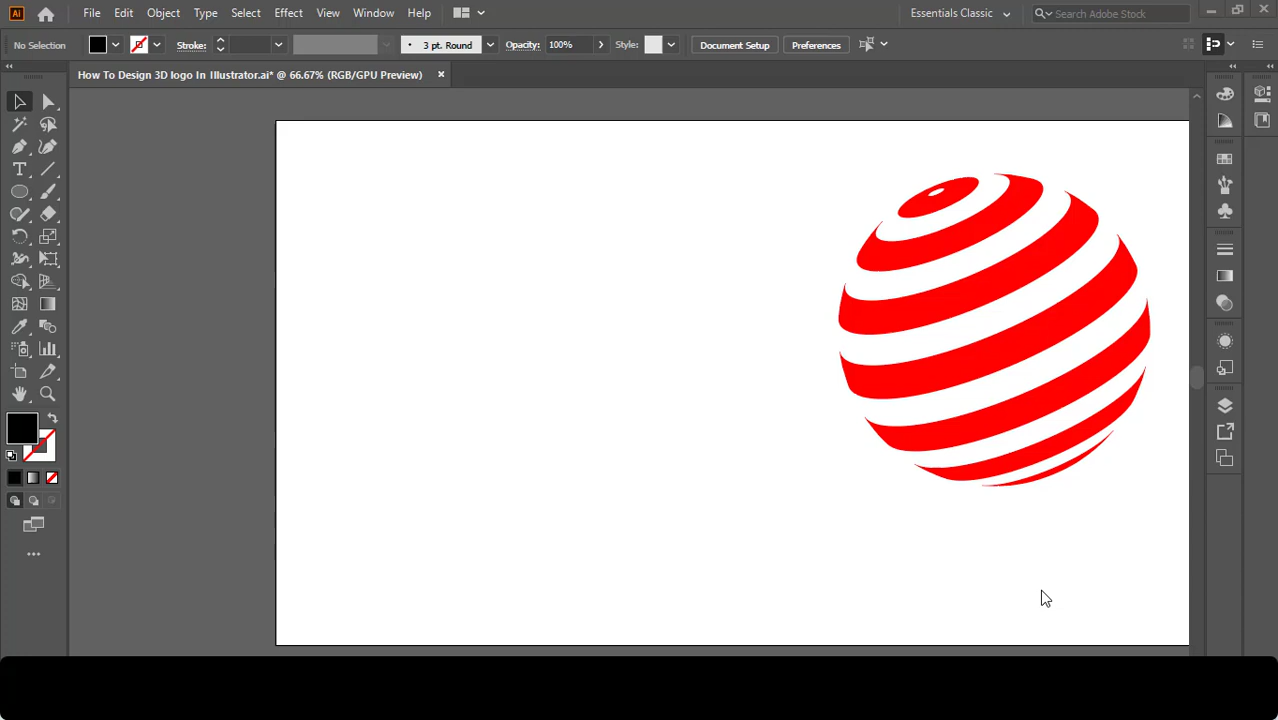 Ai File Edit Object Type Select Effect View Window Help Essentials Classic Search Adobe Stock
No Selection Stroke: 3 pt. Round Opacity: 100% Style: Document Setup Preferences
How To Design 3D logo In Illustrator.ai* @ 66.67% (RGB/GPU Preview)